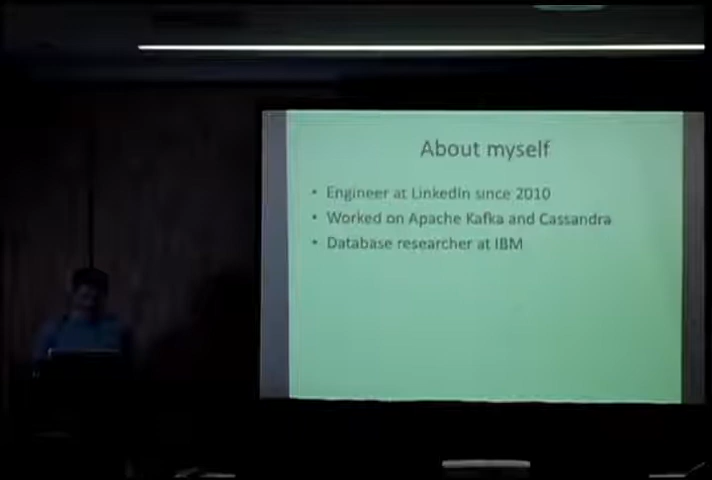 About myself
• Engineer at LinkedIn since 2010
• Worked on Apache Kafka and Cassandra
• Database researcher at IBM